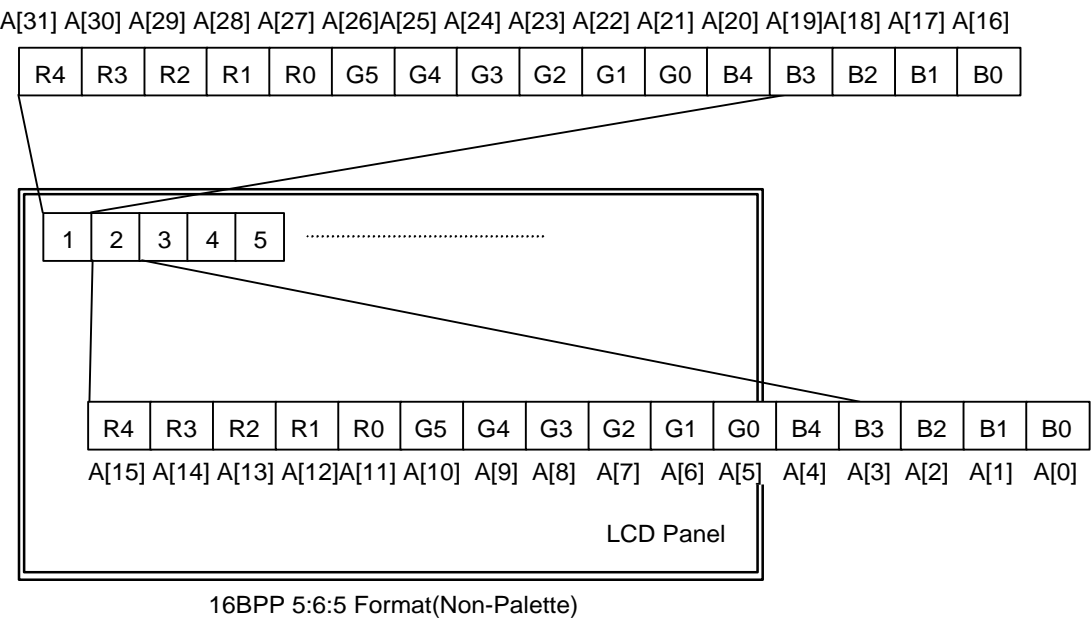 A[31] A[30] A[29] A[28] A[27] A[26]A[25] A[24] A[23] A[22] A[21] A[20] A[19]A[18] A[17] A[16]
R4 R3 R2 R1 R0 G5 G4 G3 G2 G1 G0 B4 B3 B2 B1 B0
1 2 3 4 5
R4 R3 R2 R1 R0 G5 G4 G3 G2 G1 G0 B4 B3 B2 B1 B0
A[15] A[14] A[13] A[12]A[11] A[10] A[9] A[8] A[7] A[6] A[5] A[4] A[3] A[2] A[1] A[0]
LCD Panel
16BPP 5:6:5 Format(Non-Palette)